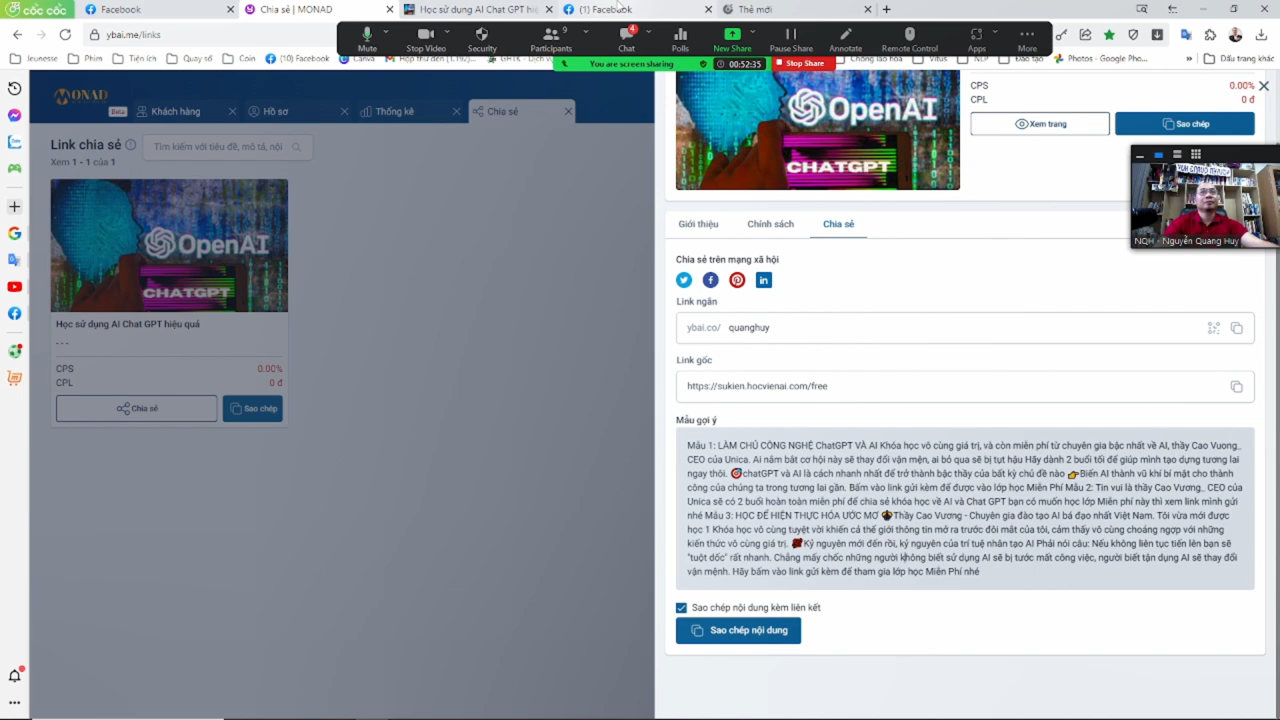 cốc cốc
Facebook
Chia sẻ | MONAD
Học sử dụng AI Chat GPT hiệ
(1) Facebook
Thẻ mới
ybai.me/links
Mute
Stop Video
Security
Participants
9
Chat
4
Polls
New Share
Pause Share
Annotate
Remote Control
Apps
More
You are screen sharing
00:52:35
Stop Share
Jeunesse
Phim
Quay số
Coin
(10) Facebook
Canva
Photos - Google Pho...
Dấu trang khác
MONAD
Beta
Khách hàng
Hồ sơ
Thống kê
Chia sẻ
Link chia sẻ
Tìm kiếm với tiêu đề, mô tả, nội
Xem 1 - 1 của 1
OpenAI
CHATGPT
Học sử dụng AI Chat GPT hiệu quả
- - -
CPS
0.00%
CPL
0 đ
Chia sẻ
Sao chép
OpenAI
CHATGPT
CPS
0.00%
CPL
0 đ
Xem trang
Sao chép
NQH - Nguyễn Quang Huy
Giới thiệu
Chính sách
Chia sẻ
Chia sẻ trên mạng xã hội
Link ngắn
ybai.co/ quanghuy
Link gốc
https://sukien.hocvienai.com/free
Mẫu gợi ý
Mẫu 1: LÀM CHỦ CÔNG NGHỆ ChatGPT VÀ AI Khóa học vô cùng giá trị, và còn miễn phí từ chuyên gia bậc nhất về AI, thầy Cao Vuong_
CEO của Unica. Ai nắm bắt cơ hội này sẽ thay đổi vận mện, ai bỏ qua sẽ bị tụt hậu Hãy dành 2 buổi tối để giúp mình tạo dựng tương lai
ngay thôi. 🎯chatGPT và AI là cách nhanh nhất để trở thành bậc thầy của bất kỳ chủ đề nào 👉Biến AI thành vũ khí bí mật cho thành
công của chúng ta trong tương lai gần. Bấm vào link gửi kèm để được vào lớp học Miễn Phí Mẫu 2: Tin vui là thầy Cao Vương_ CEO của
Unica sẽ có 2 buổi hoàn toàn miễn phí để chia sẻ khóa học về AI và Chat GPT bạn có muốn học lớp Miễn phí này thì xem link mình gửi
nhé Mẫu 3: HỌC ĐỂ HIỆN THỰC HÓA ƯỚC MƠ Thầy Cao Vương - Chuyên gia đào tạo AI bá đạo nhất Việt Nam. Tôi vừa mới được
học 1 Khóa học vô cùng tuyệt vời khiến cả thế giới thông tin mở ra trước đôi mắt của tôi, cảm thấy vô cùng choáng ngợp với những
kiến thức vô cùng giá trị. Kỷ nguyên mới đến rồi, kỷ nguyên của trí tuệ nhân tạo AI Phải nói câu: Nếu không liên tục tiến lên bạn sẽ
"tuột dốc" rất nhanh. Chẳng mấy chốc những người không biết sử dụng AI sẽ bị tước mất công việc, người biết tận dụng AI sẽ thay đổi
vận mệnh. Hãy bấm vào link gửi kèm để tham gia lớp học Miễn Phí nhé
Sao chép nội dung kèm liên kết
Sao chép nội dung